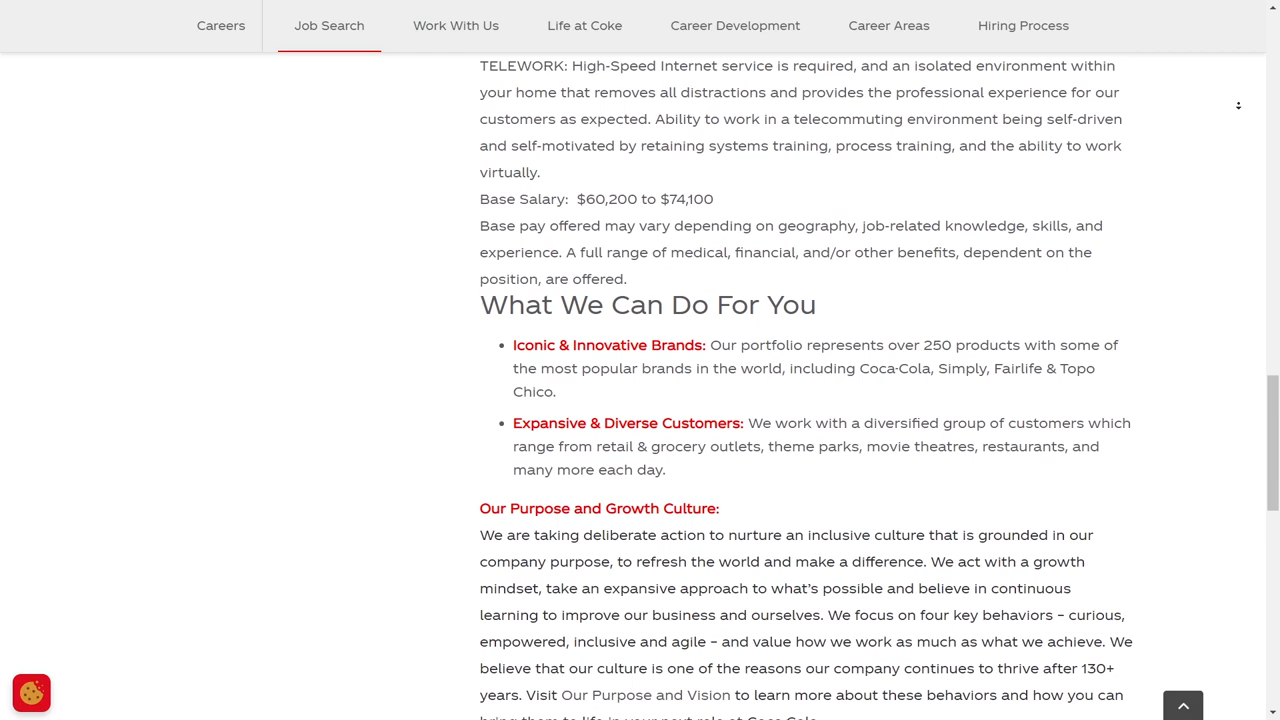 Careers
Job Search
Work With Us
Life at Coke
Career Development
Career Areas
Hiring Process
TELEWORK: High-Speed Internet service is required, and an isolated environment within
your home that removes all distractions and provides the professional experience for our
customers as expected. Ability to work in a telecommuting environment being self-driven
and self-motivated by retaining systems training, process training, and the ability to work
virtually.
Base Salary:  $60,200 to $74,100
Base pay offered may vary depending on geography, job-related knowledge, skills, and
experience. A full range of medical, financial, and/or other benefits, dependent on the
position, are offered.
What We Can Do For You
• Iconic & Innovative Brands: Our portfolio represents over 250 products with some of
the most popular brands in the world, including Coca-Cola, Simply, Fairlife & Topo
Chico.
• Expansive & Diverse Customers: We work with a diversified group of customers which
range from retail & grocery outlets, theme parks, movie theatres, restaurants, and
many more each day.
Our Purpose and Growth Culture:
We are taking deliberate action to nurture an inclusive culture that is grounded in our
company purpose, to refresh the world and make a difference. We act with a growth
mindset, take an expansive approach to what's possible and believe in continuous
learning to improve our business and ourselves. We focus on four key behaviors – curious,
empowered, inclusive and agile – and value how we work as much as what we achieve. We
believe that our culture is one of the reasons our company continues to thrive after 130+
years. Visit Our Purpose and Vision to learn more about these behaviors and how you can
bring them to life in your next role at Coca-Cola.